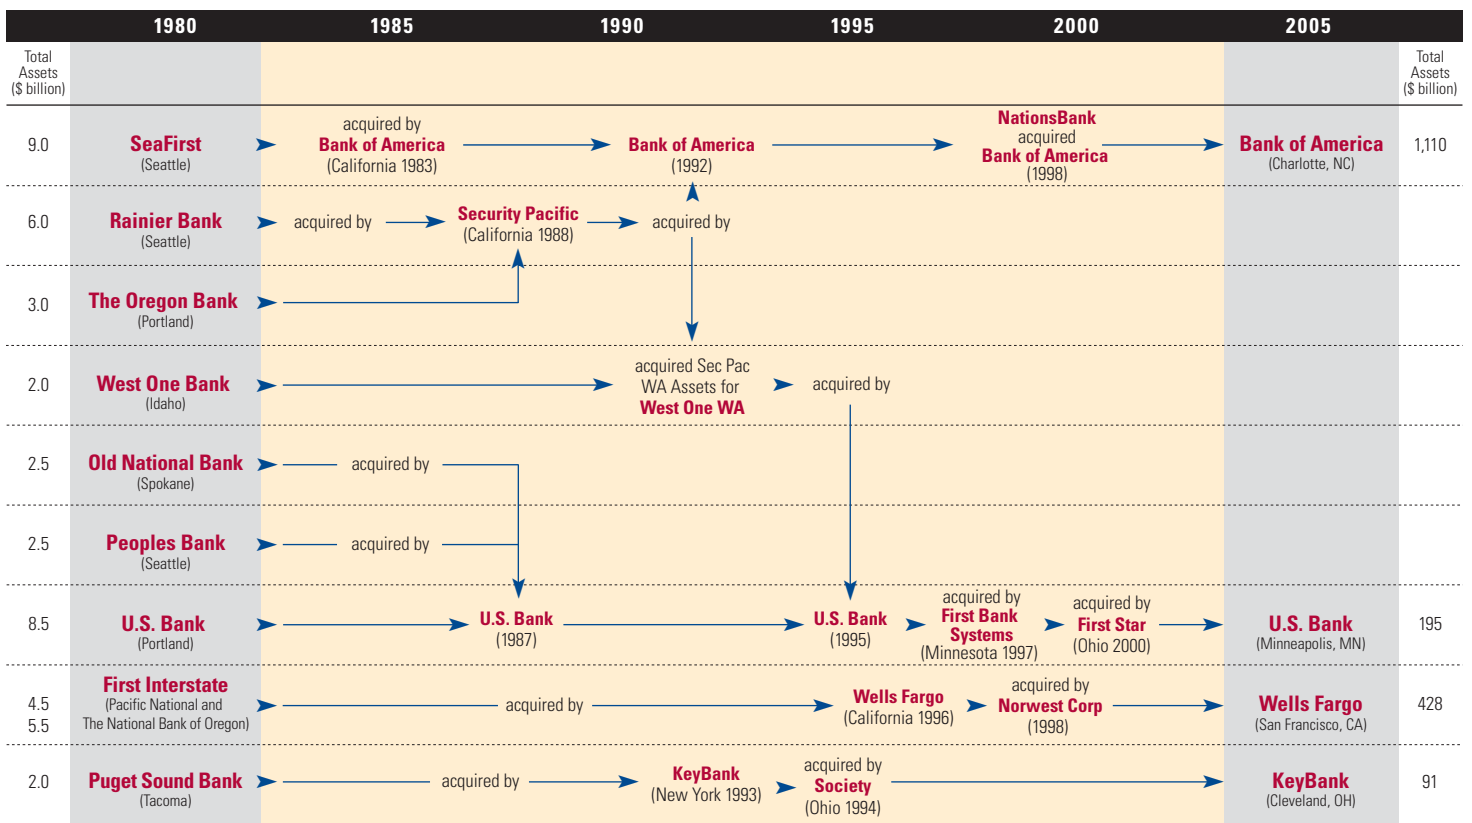 1980 1985 1990 1995 2000 2005
Total
Assets
($ billion)
Total
Assets
($ billion)
9.0
SeaFirst
(Seattle)
acquired by
Bank of America
(California 1983)
Bank of America
(1992)
NationsBank
acquired
Bank of America
(1998)
Bank of America
(Charlotte, NC)
1,110
6.0
Rainier Bank
(Seattle)
acquired by
Security Pacific
(California 1988)
acquired by
3.0
The Oregon Bank
(Portland)
2.0
West One Bank
(Idaho)
acquired Sec Pac
WA Assets for
West One WA
acquired by
2.5
Old National Bank
(Spokane)
acquired by
2.5
Peoples Bank
(Seattle)
acquired by
8.5
U.S. Bank
(Portland)
U.S. Bank
(1987)
U.S. Bank
(1995)
acquired by
First Bank
Systems
(Minnesota 1997)
acquired by
First Star
(Ohio 2000)
U.S. Bank
(Minneapolis, MN)
195
4.5
5.5
First Interstate
(Pacific National and
The National Bank of Oregon)
acquired by
Wells Fargo
(California 1996)
acquired by
Norwest Corp
(1998)
Wells Fargo
(San Francisco, CA)
428
2.0
Puget Sound Bank
(Tacoma)
acquired by
KeyBank
(New York 1993)
acquired by
Society
(Ohio 1994)
KeyBank
(Cleveland, OH)
91